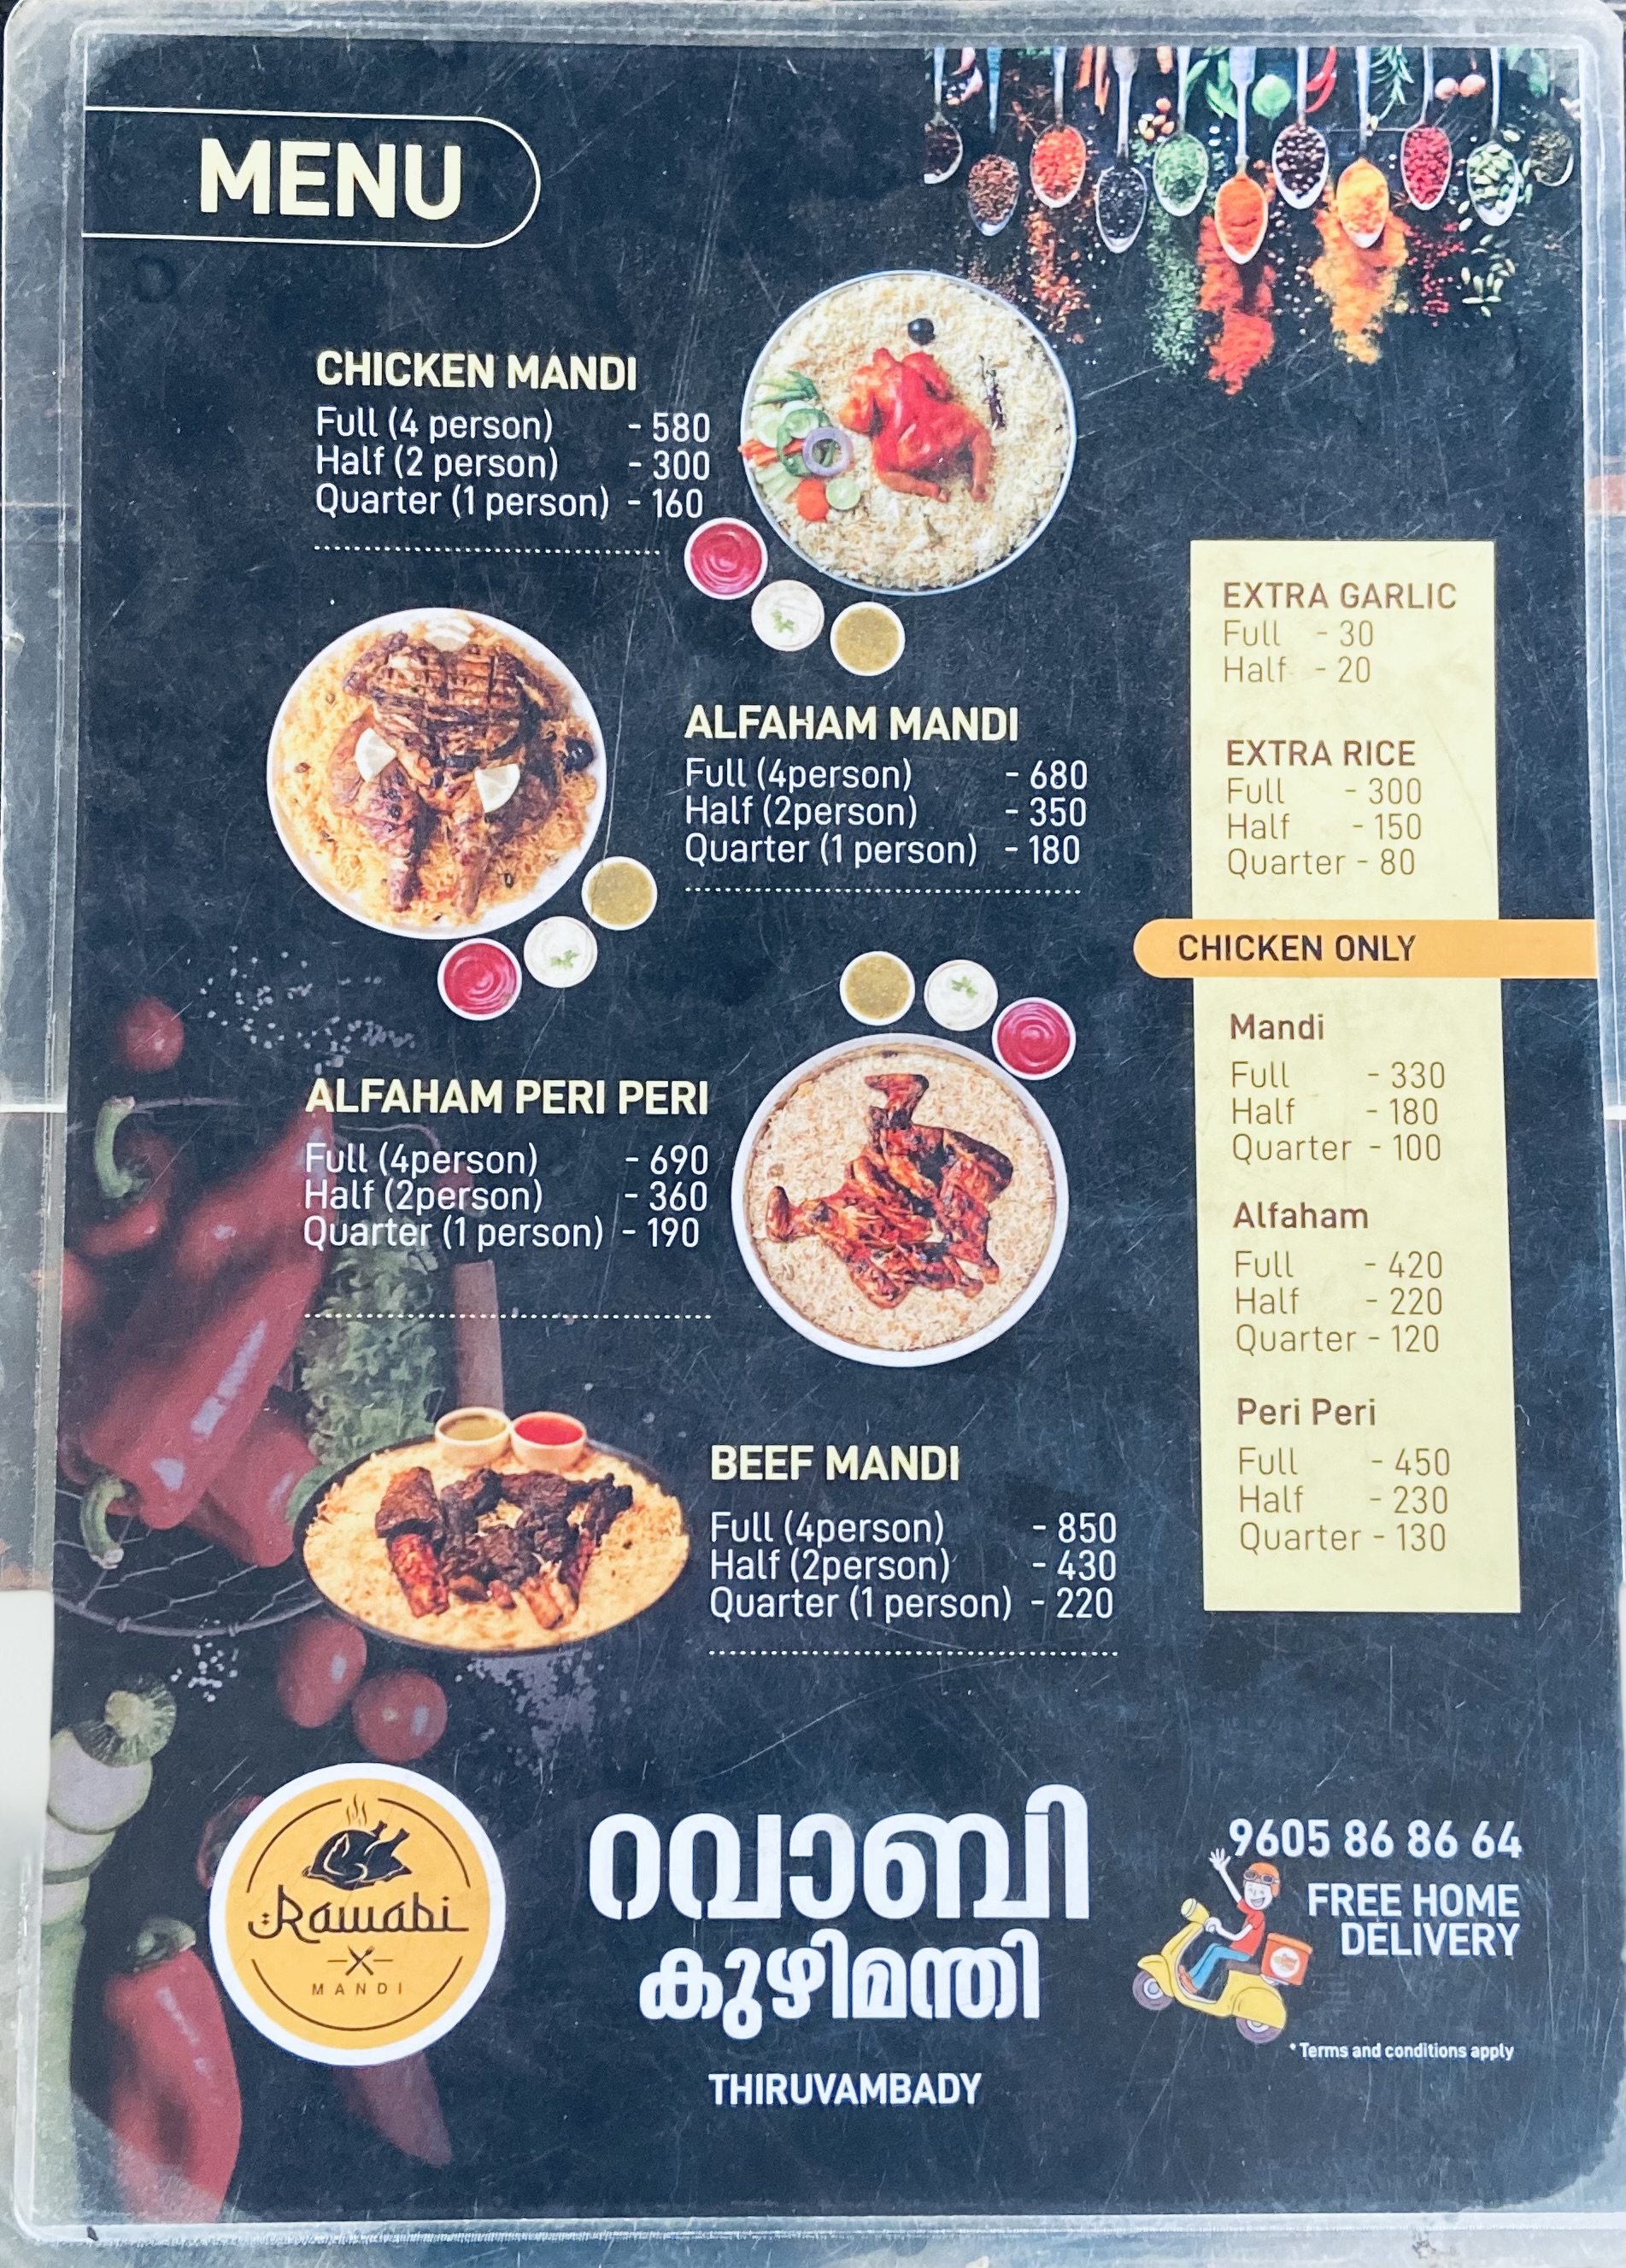 MENU
CHICKEN MANDI
Full (4 person) - 580
Half (2 person) - 300
Quarter (1 person) - 160
ALFAHAM MANDI
Full (4person) - 680
Half (2person) - 350
Quarter (1 person) - 180
ALFAHAM PERI PERI
Full (4person) - 690
Half (2person) - 360
Quarter (1 person) - 190
BEEF MANDI
Full (4person) - 850
Half (2person) - 430
Quarter (1 person) - 220
EXTRA GARLIC
Full - 30
Half - 20
EXTRA RICE
Full - 300
Half - 150
Quarter - 80
CHICKEN ONLY
Mandi
Full - 330
Half - 180
Quarter - 100
Alfaham
Full - 420
Half - 220
Quarter - 120
Peri Peri
Full - 450
Half - 230
Quarter - 130
Rawabi
MANDI
റവാബി
കുഴിമന്തി
THIRUVAMBADY
9605 86 86 64
FREE HOME
DELIVERY
* Terms and conditions apply